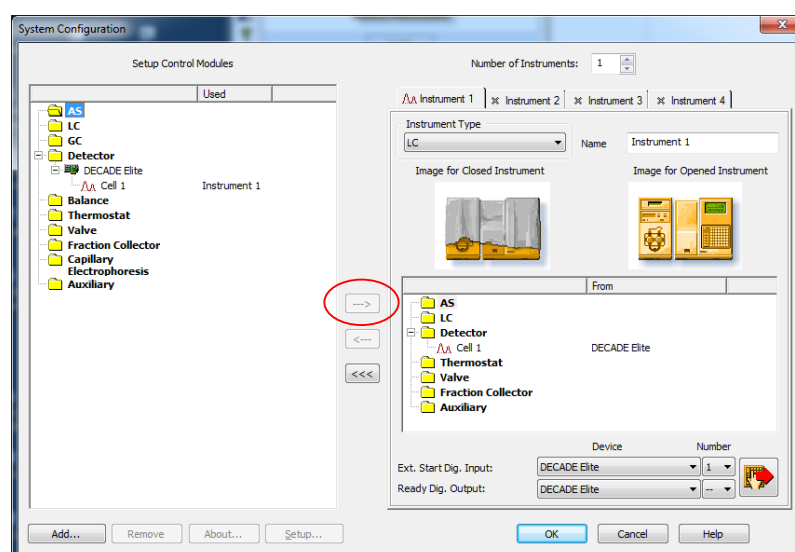 System Configuration
Setup Control Modules
Number of Instruments: 1
Used
AS
LC
GC
Detector
DECADE Elite
Cell 1 Instrument 1
Balance
Thermostat
Valve
Fraction Collector
Capillary
Electrophoresis
Auxiliary
--->
<---
<<<
Instrument 1 Instrument 2 Instrument 3 Instrument 4
Instrument Type
LC Name Instrument 1
Image for Closed Instrument Image for Opened Instrument
From
AS
LC
Detector
Cell 1 DECADE Elite
Thermostat
Valve
Fraction Collector
Auxiliary
Device Number
Ext. Start Dig. Input: DECADE Elite 1
Ready Dig. Output: DECADE Elite --
Add... Remove About... Setup... OK Cancel Help